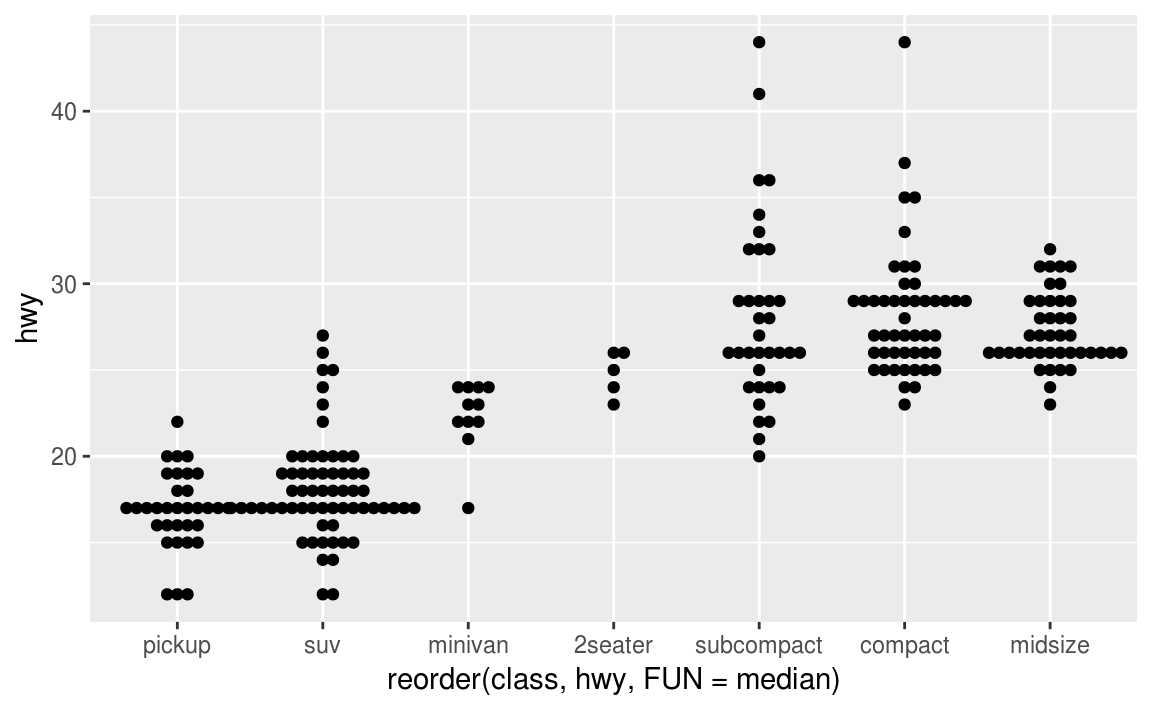 hwy
40
30
20
pickup suv minivan 2seater subcompact compact midsize
reorder(class, hwy, FUN = median)